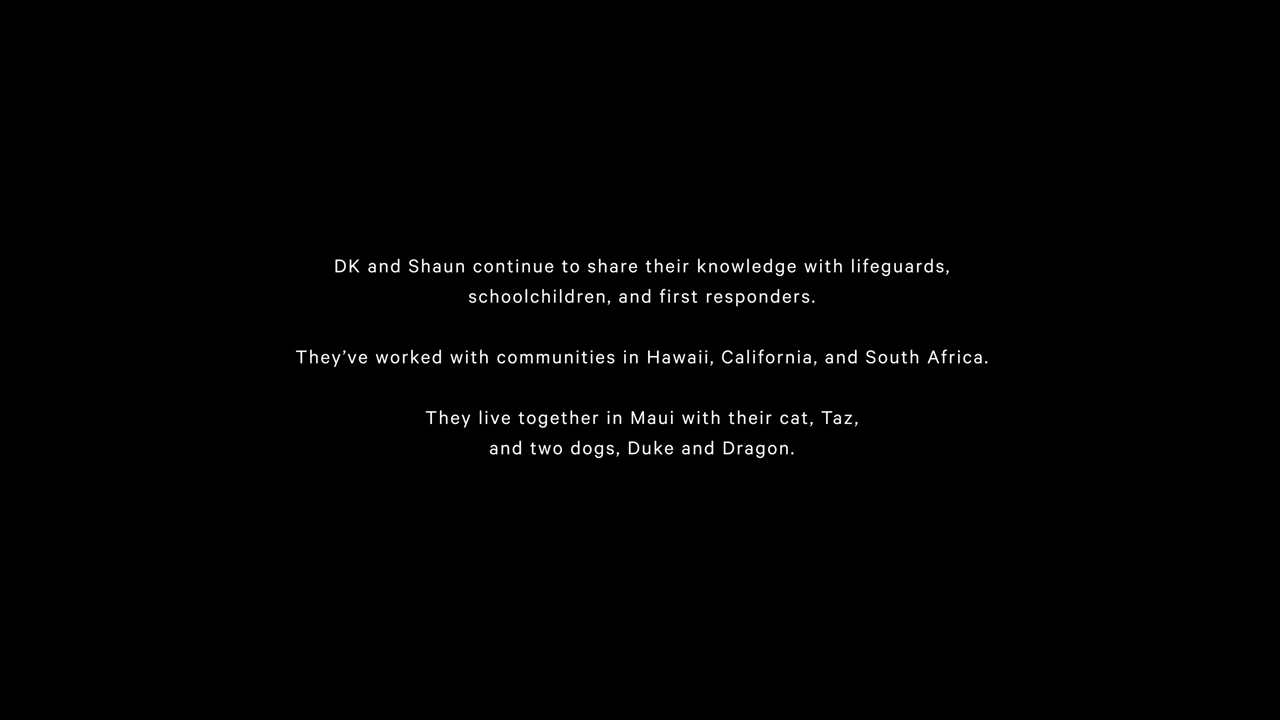 DK and Shaun continue to share their knowledge with lifeguards,
schoolchildren, and first responders.
They’ve worked with communities in Hawaii, California, and South Africa.
They live together in Maui with their cat, Taz,
and two dogs, Duke and Dragon.